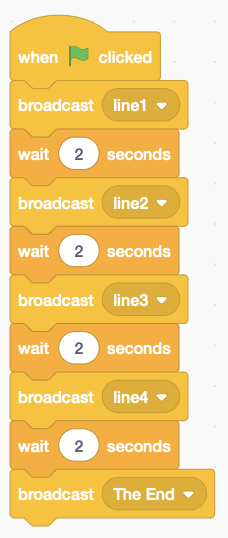 when clicked
broadcast line1
wait 2 seconds
broadcast line2
wait 2 seconds
broadcast line3
wait 2 seconds
broadcast line4
wait 2 seconds
broadcast The End